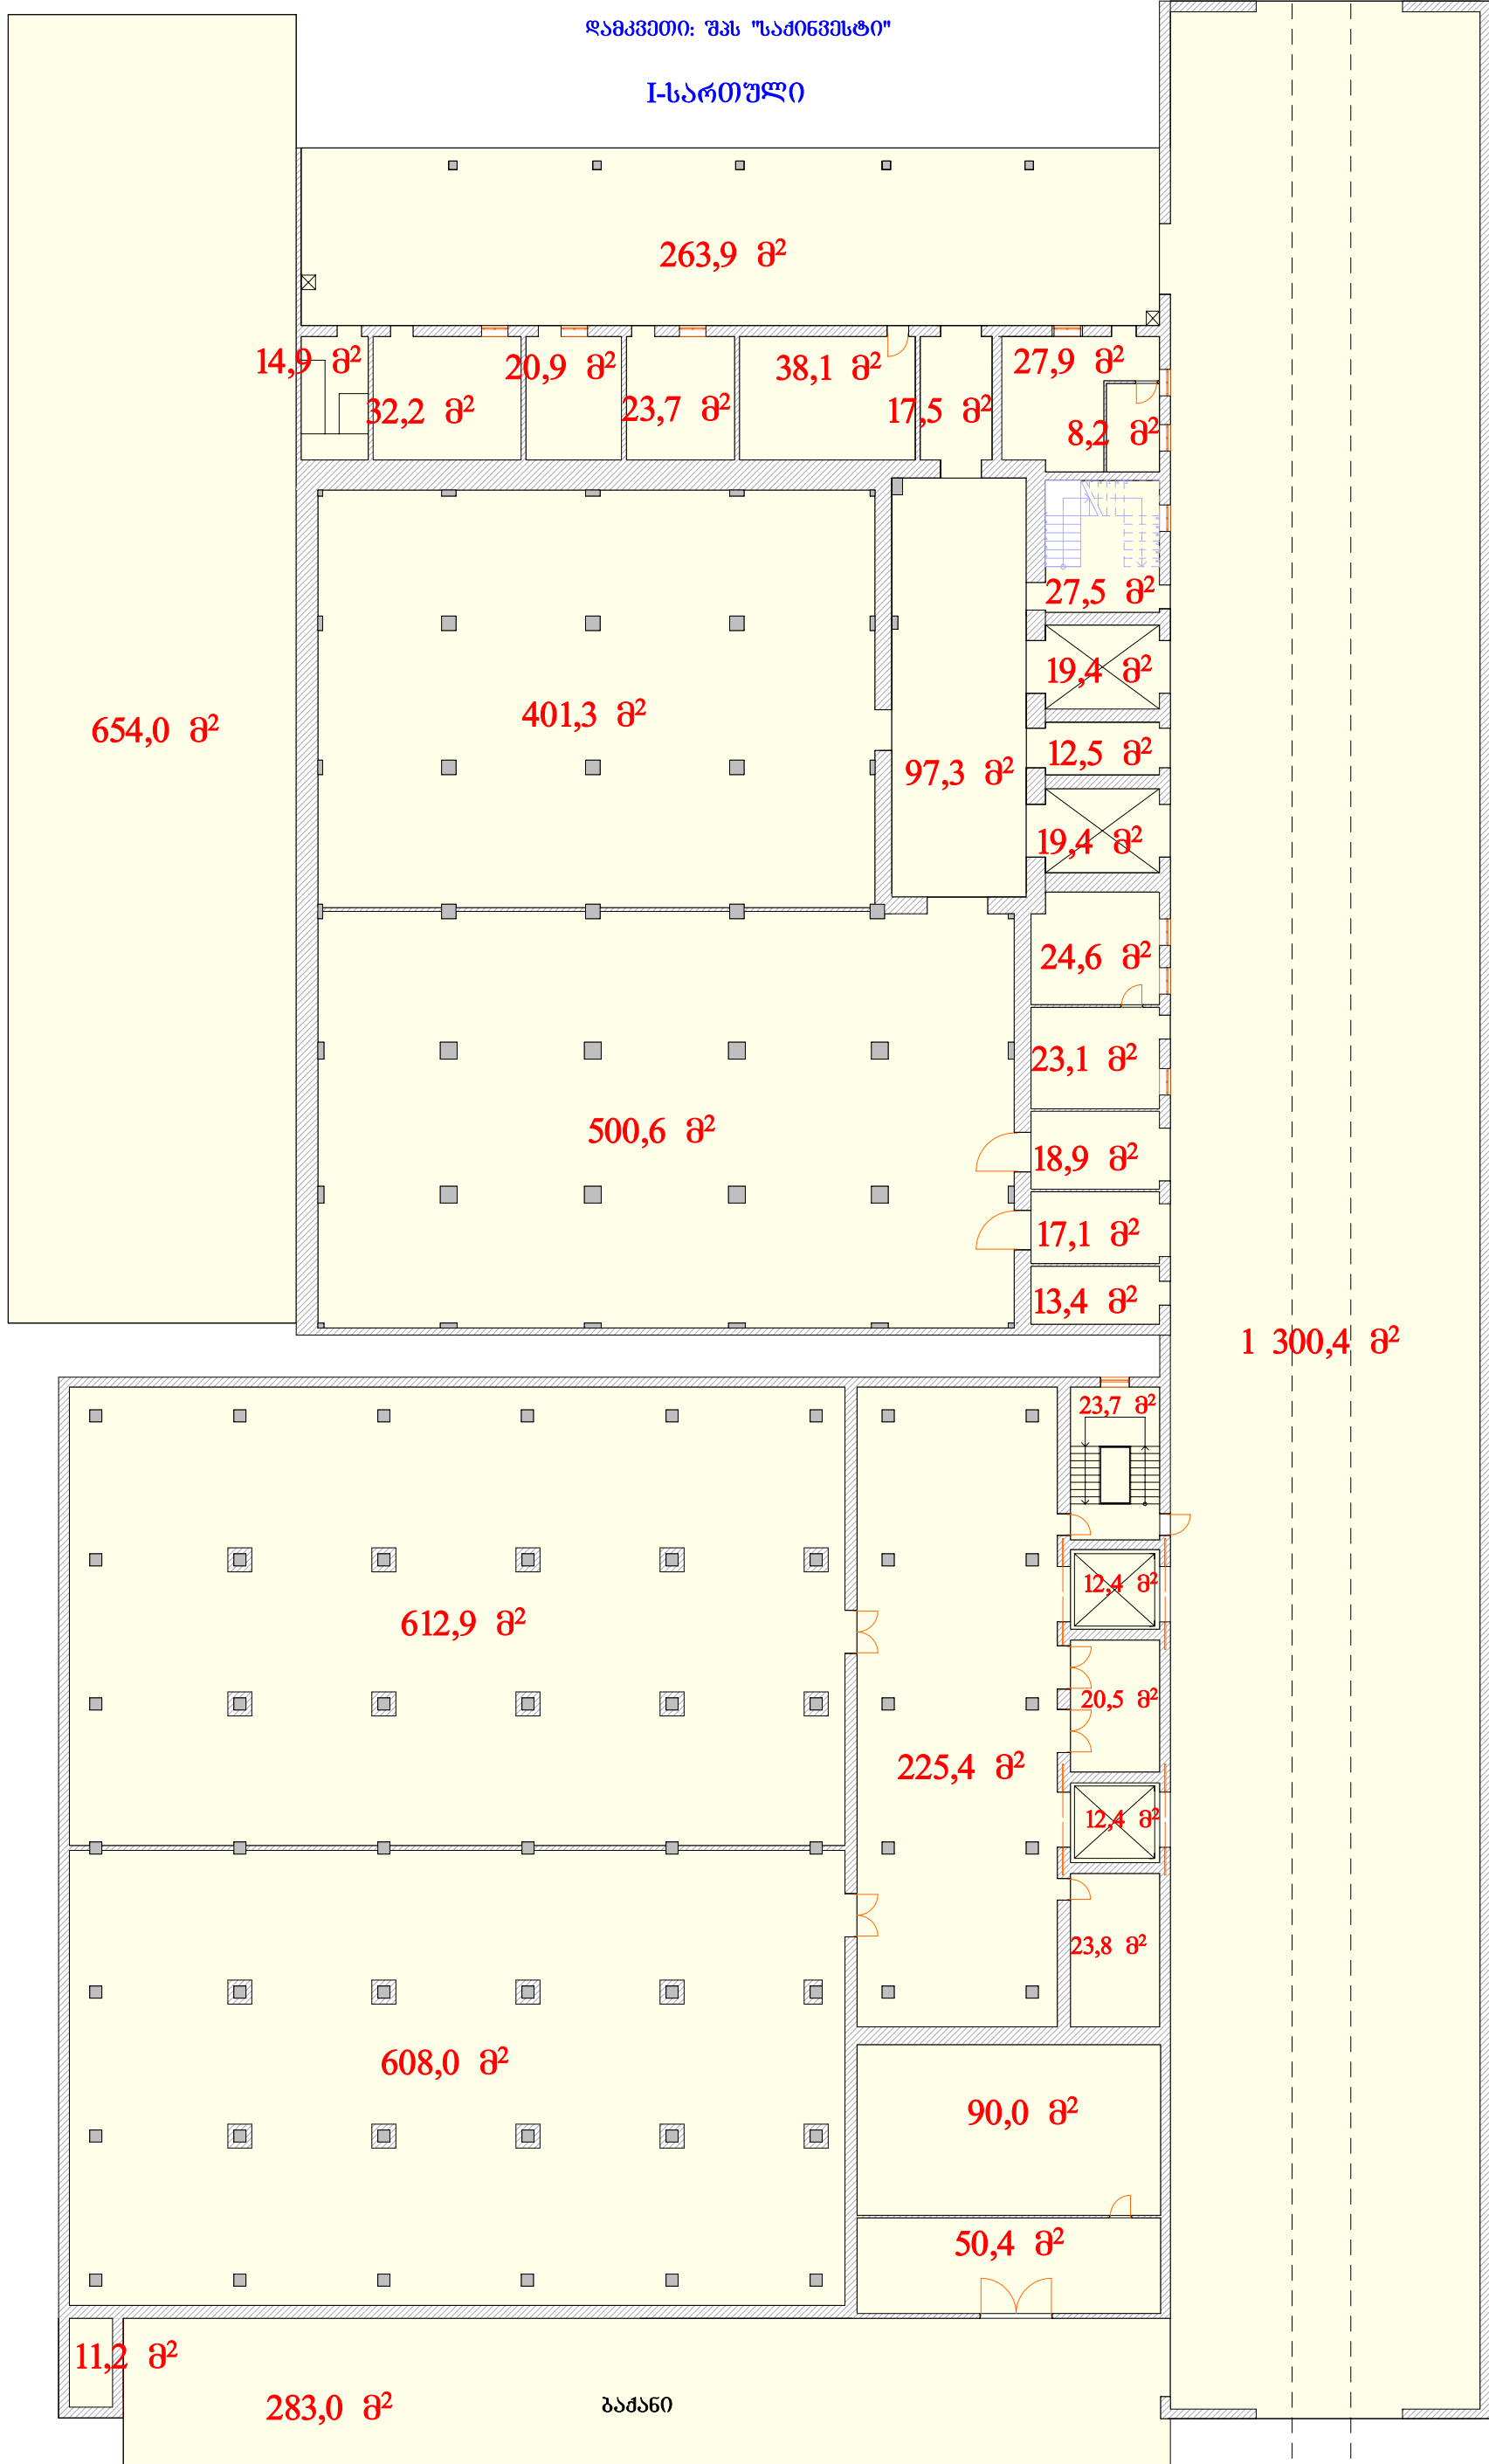 დამკვეთი: შპს "საქინვესტი"
I-სართული
263,9 მ²
14,9 მ²
32,2 მ²
20,9 მ²
23,7 მ²
38,1 მ²
17,5 მ²
27,9 მ²
8,2 მ²
27,5 მ²
19,4 მ²
654,0 მ²
401,3 მ²
12,5 მ²
97,3 მ²
19,4 მ²
24,6 მ²
23,1 მ²
500,6 მ²
18,9 მ²
17,1 მ²
13,4 მ²
1 300,4 მ²
23,7 მ²
12,4 მ²
612,9 მ²
20,5 მ²
225,4 მ²
12,4 მ²
23,8 მ²
608,0 მ²
90,0 მ²
50,4 მ²
11,2 მ²
283,0 მ²
ბაქანი